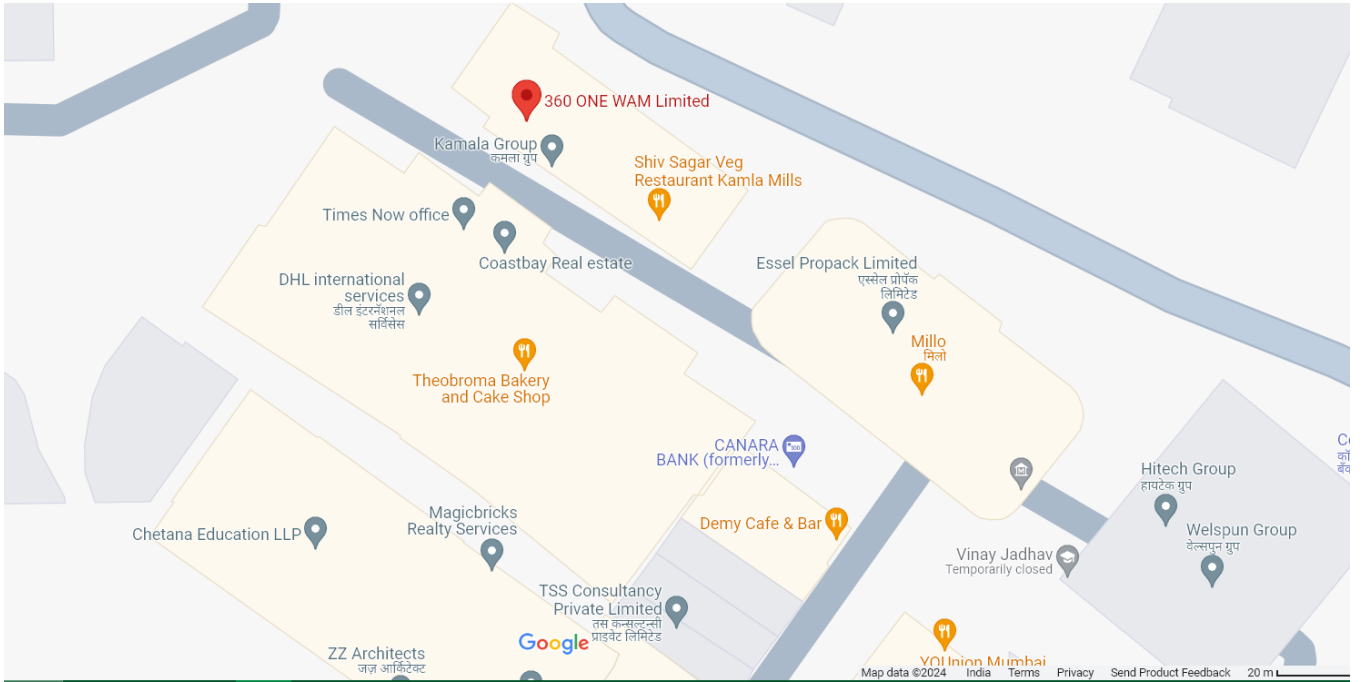 360 ONE WAM Limited
Kamala Group
कमला ग्रुप
Shiv Sagar Veg
Restaurant Kamla Mills
Times Now office
Coastbay Real estate
Essel Propack Limited
एस्सेल प्रोपॅक
लिमिटेड
DHL international
services
डील इंटरनॅशनल
सर्विसेस
Millo
मिलो
Theobroma Bakery
and Cake Shop
CANARA
BANK (formerly...
Hitech Group
हायटेक ग्रुप
Magicbricks
Realty Services
Chetana Education LLP
Demy Cafe & Bar
Welspun Group
वेल्सपुन ग्रुप
Vinay Jadhav
Temporarily closed
TSS Consultancy
Private Limited
तस कन्सल्टन्सी
प्राइवेट लिमिटेड
Google
ZZ Architects
जज़ आर्किटेक्ट
YOUnion Mumbai
Map data ©2024 India Terms Privacy Send Product Feedback 20 m